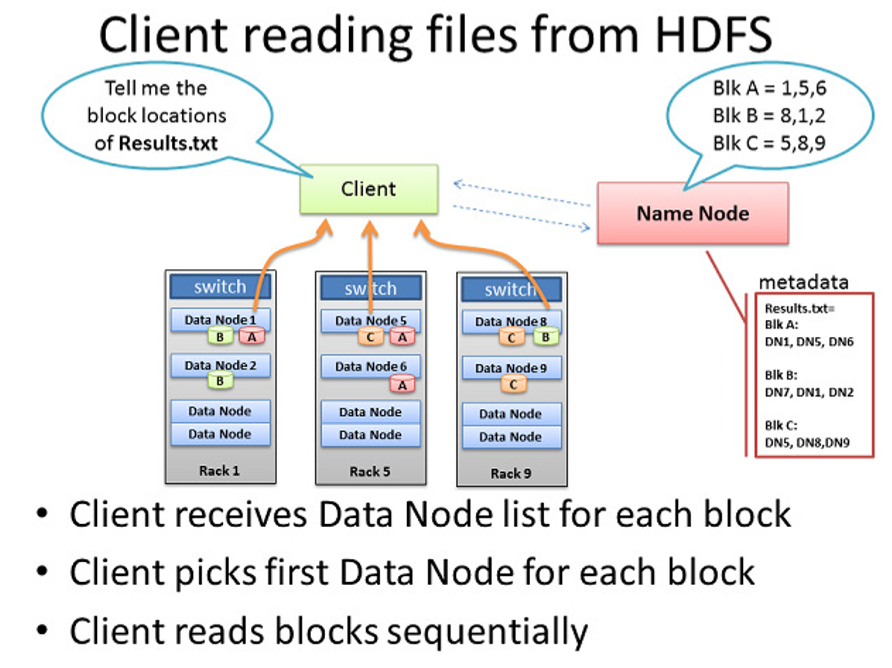 Client reading files from HDFS
Tell me the
block locations
of Results.txt
Blk A = 1,5,6
Blk B = 8,1,2
Blk C = 5,8,9
Client
Name Node
switch
Data Node 1
B A
Data Node 2
B
Data Node
Data Node
Rack 1
switch
Data Node 5
C A
Data Node 6
A
Data Node
Data Node
Rack 5
switch
Data Node 8
C B
Data Node 9
C
Data Node
Data Node
Rack 9
metadata
Results.txt=
Blk A:
DN1, DN5, DN6
Blk B:
DN7, DN1, DN2
Blk C:
DN5, DN8,DN9
• Client receives Data Node list for each block
• Client picks first Data Node for each block
• Client reads blocks sequentially